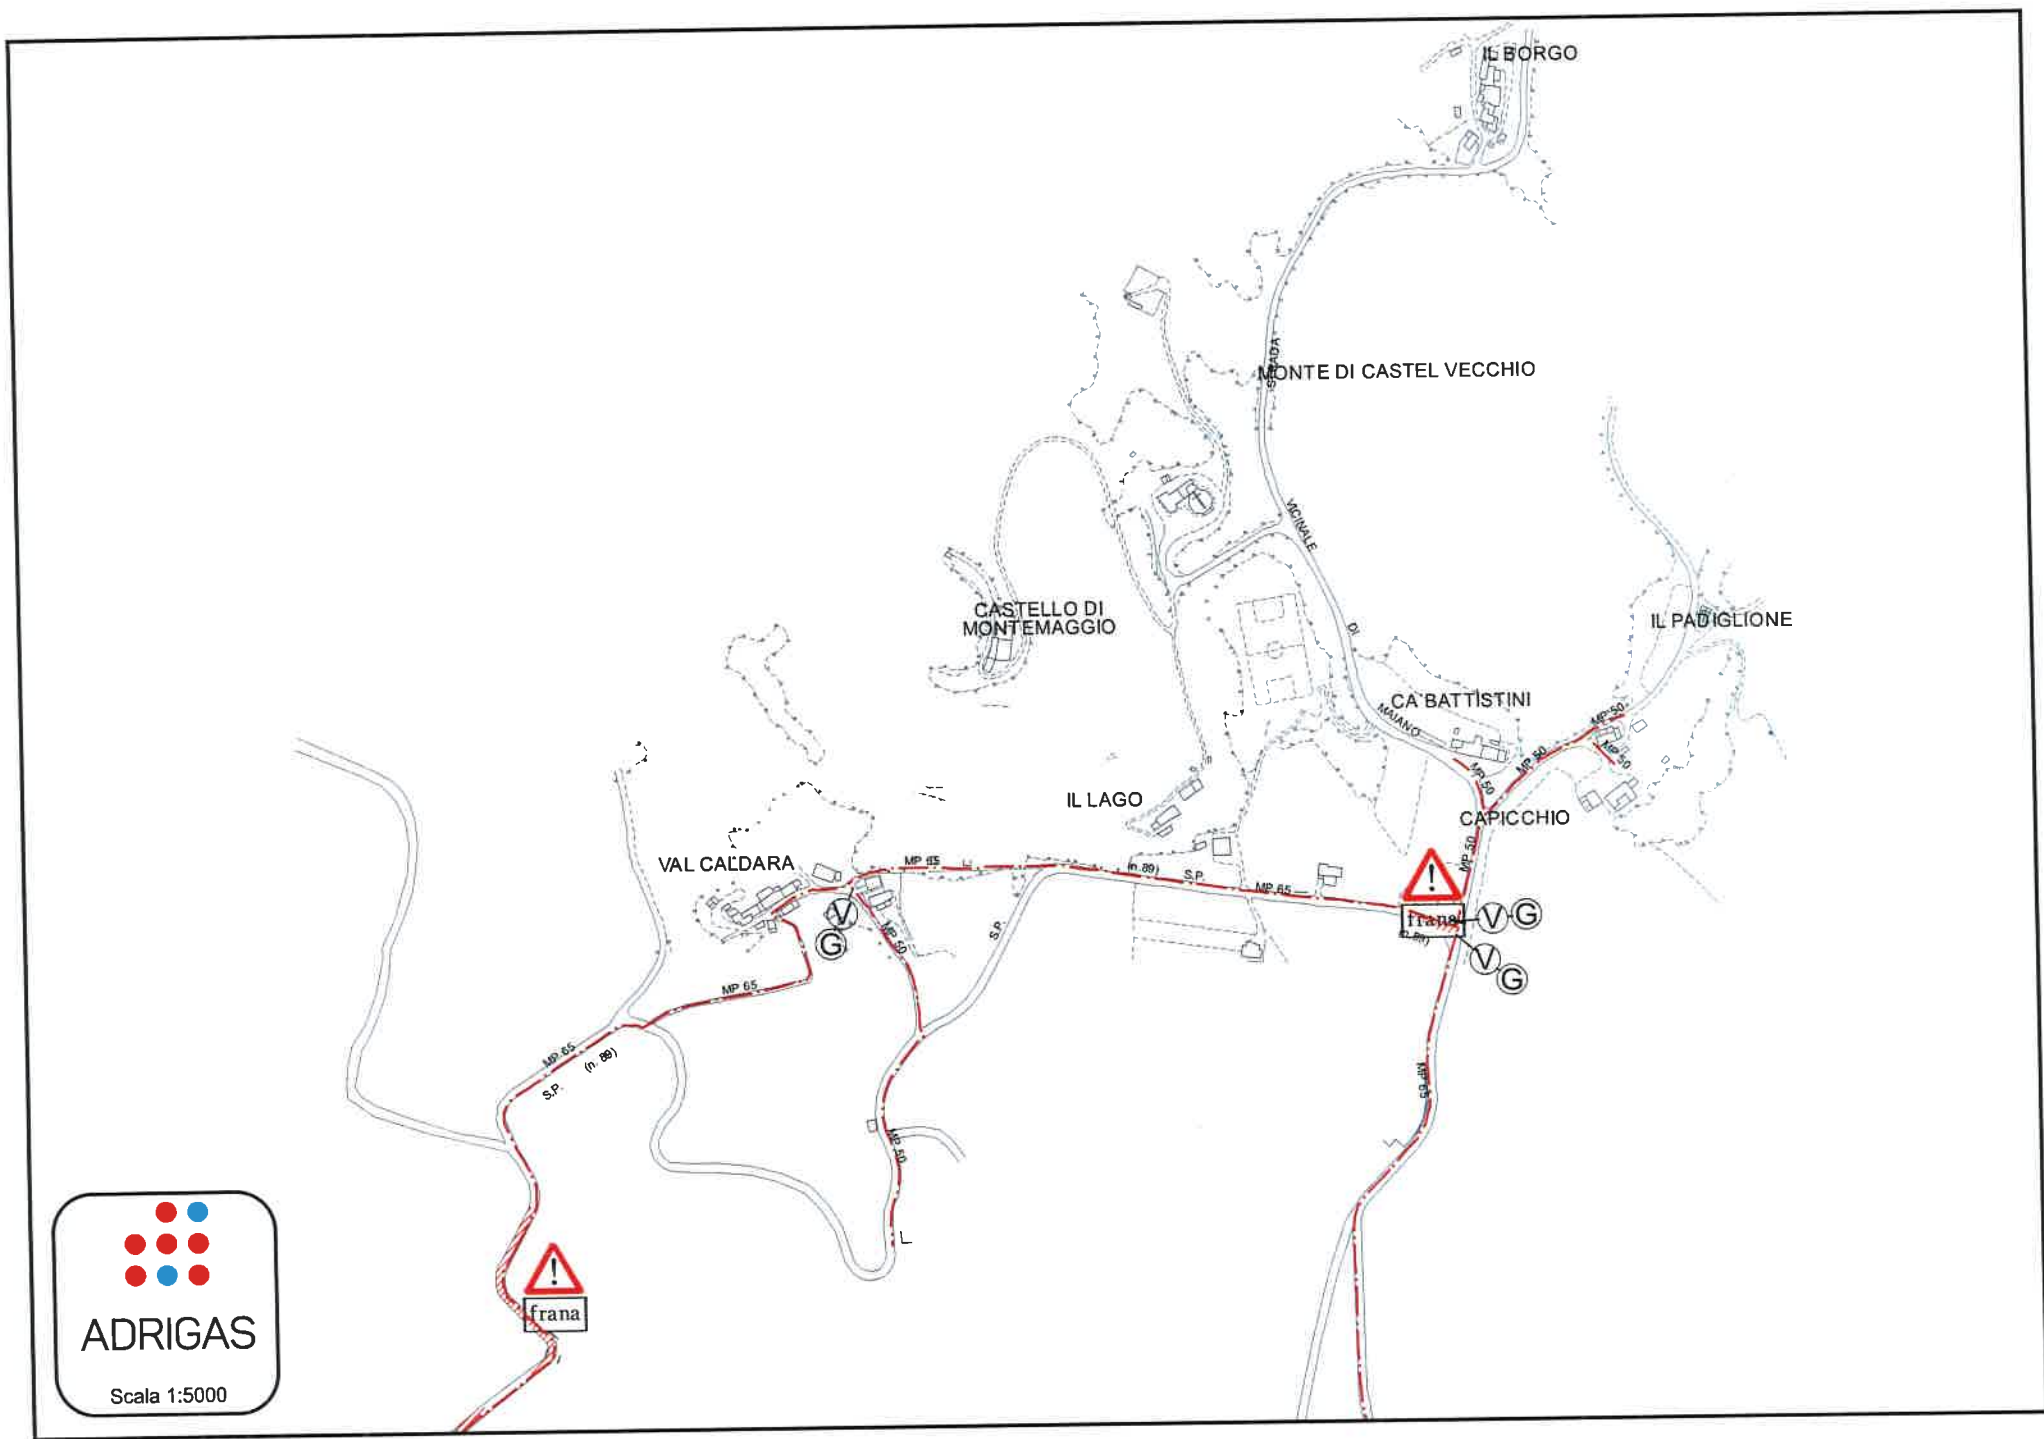 IL BORGO
STRADA
MONTE DI CASTEL VECCHIO
VICINALE
CASTELLO DI
MONTEMAGGIO
DI
IL PADIGLIONE
CA'BATTISTINI
MAIANO
MP 50
MP 50
MP 50
MP 50
IL LAGO
CAPICCHIO
VAL CALDARA
MP 65
L
(n. 89)
S.P.
MP 65
MP 50
!
frana
(n. 89)
V G
V
G
V
G
MP 50
S.P.
MP 65
MP 65
S.P.
(n. 89)
MP 65
MP 50
L
!
frana
ADRIGAS
Scala 1:5000